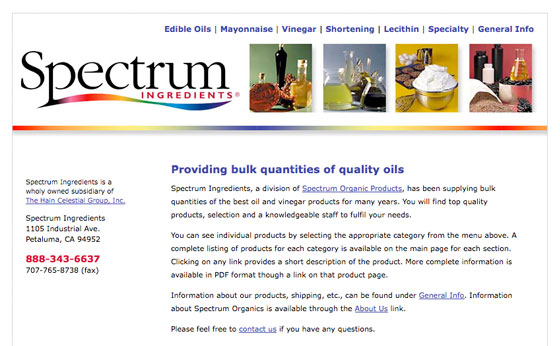 Edible Oils | Mayonnaise | Vinegar | Shortening | Lecithin | Specialty | General Info
Spectrum
INGREDIENTS®
Spectrum Ingredients is a
wholy owned subsidiary of
The Hain Celestial Group, Inc.
Spectrum Ingredients
1105 Industrial Ave.
Petaluma, CA 94952
888-343-6637
707-765-8738 (fax)
Providing bulk quantities of quality oils
Spectrum Ingredients, a division of Spectrum Organic Products, has been supplying bulk
quantities of the best oil and vinegar products for many years. You will find top quality
products, selection and a knowledgeable staff to fulfil your needs.
You can see individual products by selecting the appropriate category from the menu above. A
complete listing of products for each category is available on the main page for each section.
Clicking on any link provides a short description of the product. More complete information is
available in PDF format though a link on that product page.
Information about our products, shipping, etc., can be found under General Info. Information
about Spectrum Organics is available through the About Us link.
Please feel free to contact us if you have any questions.